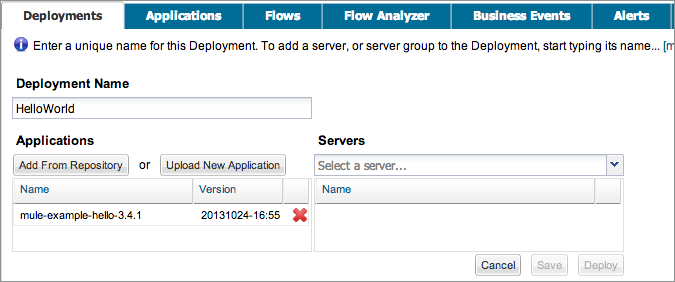 Deployments Applications Flows Flow Analyzer Business Events Alerts
Enter a unique name for this Deployment. To add a server, or server group to the Deployment, start typing its name... [m
Deployment Name
HelloWorld
Applications Servers
Add From Repository or Upload New Application Select a server...
Name Version Name
mule-example-hello-3.4.1 20131024-16:55
Cancel Save Deploy